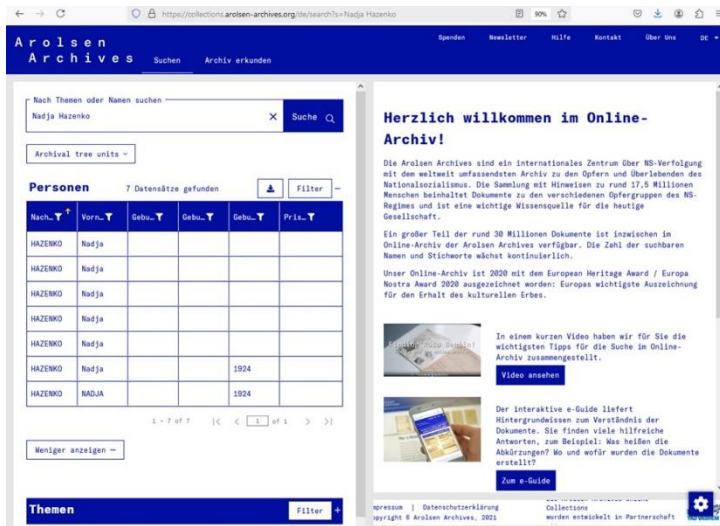 https://collections.arolsen-archives.org/de/search?s=Nadja Hazenko
90%
Arolsen
Archives
Suchen
Archiv erkunden
Spenden
Newsletter
Hilfe
Kontakt
Über Uns
DE
Nach Themen oder Namen suchen
Nadja Hazenko
Suche
Archival tree units
Personen
7 Datensätze gefunden
Filter
Nach… Vorn… Gebu… Gebu… Gebu… Pris…
HAZENKO Nadja
HAZENKO Nadja
HAZENKO Nadja
HAZENKO Nadja
HAZENKO Nadja
HAZENKO Nadja 1924
HAZENKO NADJA 1924
1 - 7 of 7 |< < 1 of 1 > >|
Weniger anzeigen −
Themen
Filter +
Herzlich willkommen im Online-
Archiv!
Die Arolsen Archives sind ein internationales Zentrum über NS-Verfolgung
mit dem weltweit umfassendsten Archiv zu den Opfern und Überlebenden des
Nationalsozialismus. Die Sammlung mit Hinweisen zu rund 17,5 Millionen
Menschen beinhaltet Dokumente zu den verschiedenen Opfergruppen des NS-
Regimes und ist eine wichtige Wissensquelle für die heutige
Gesellschaft.
Ein großer Teil der rund 30 Millionen Dokumente ist inzwischen im
Online-Archiv der Arolsen Archives verfügbar. Die Zahl der suchbaren
Namen und Stichworte wächst kontinuierlich.
Unser Online-Archiv ist 2020 mit dem European Heritage Award / Europa
Nostra Award 2020 ausgezeichnet worden: Europas wichtigste Auszeichnung
für den Erhalt des kulturellen Erbes.
In einem kurzen Video haben wir für Sie die
wichtigsten Tipps für die Suche im Online-
Archiv zusammengestellt.
Video ansehen
Der interaktive e-Guide liefert
Hintergrundwissen zum Verständnis der
Dokumente. Sie finden viele hilfreiche
Antworten, zum Beispiel: Was heißen die
Abkürzungen? Wo und wofür wurden die Dokumente
erstellt?
Zum e-Guide
mpressum | Datenschutzerklärung
opyright © Arolsen Archives, 2021
Collections
wurden entwickelt in Partnerschaft